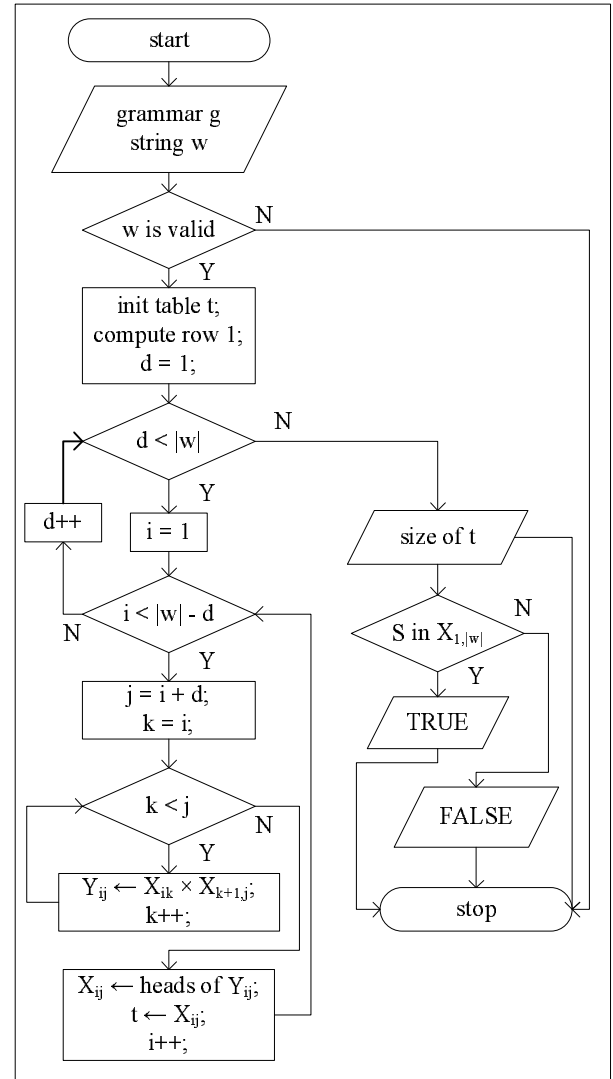 start
grammar g
string w
w is valid
N
Y
init table t;
compute row 1;
d = 1;
d < |w|
N
Y
d++
i = 1
i < |w| - d
N
Y
j = i + d;
k = i;
k < j
N
Y
Yij ← Xik × Xk+1,j;
k++;
Xij ← heads of Yij;
t ← Xij;
i++;
size of t
S in X1,|w|
N
Y
TRUE
FALSE
stop